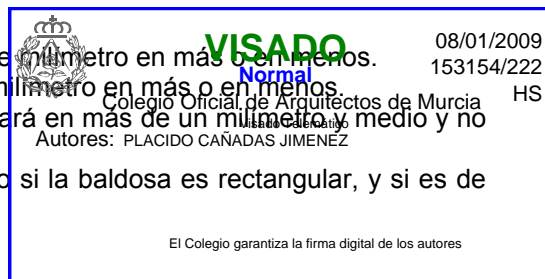 VISADO
08/01/2009
e milímetro en más o en menos.
Normal
153154/222
milímetro en más o en menos.
HS
Colegio Oficial de Arquitectos de Murcia
ará en más de un milímetro y medio y no
Visado Telemático
Autores: PLACIDO CAÑADAS JIMENEZ
o si la baldosa es rectangular, y si es de
El Colegio garantiza la firma digital de los autores